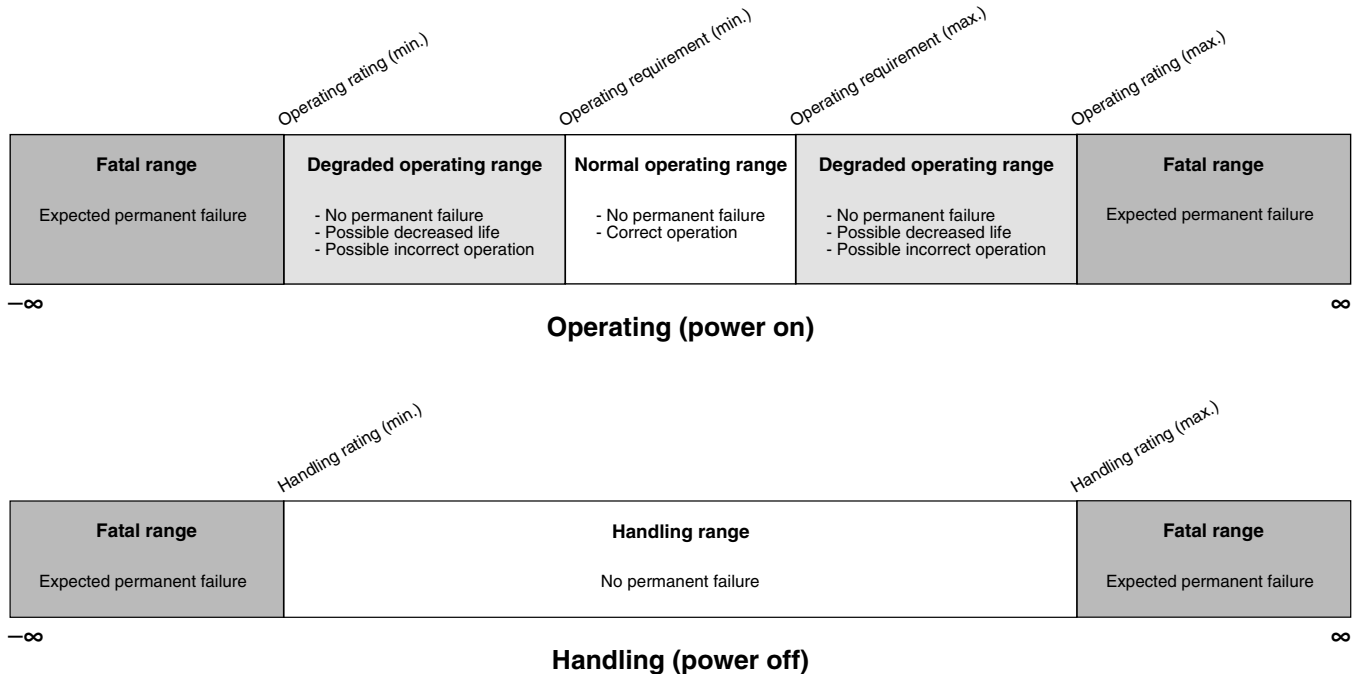 Operating rating (min.)
Operating requirement (min.)
Operating requirement (max.)
Operating rating (max.)
Fatal range
Expected permanent failure
Degraded operating range
- No permanent failure
- Possible decreased life
- Possible incorrect operation
Normal operating range
- No permanent failure
- Correct operation
Degraded operating range
- No permanent failure
- Possible decreased life
- Possible incorrect operation
Fatal range
Expected permanent failure
–∞
∞
Operating (power on)
Handling rating (min.)
Handling rating (max.)
Fatal range
Expected permanent failure
Handling range
No permanent failure
Fatal range
Expected permanent failure
–∞
∞
Handling (power off)